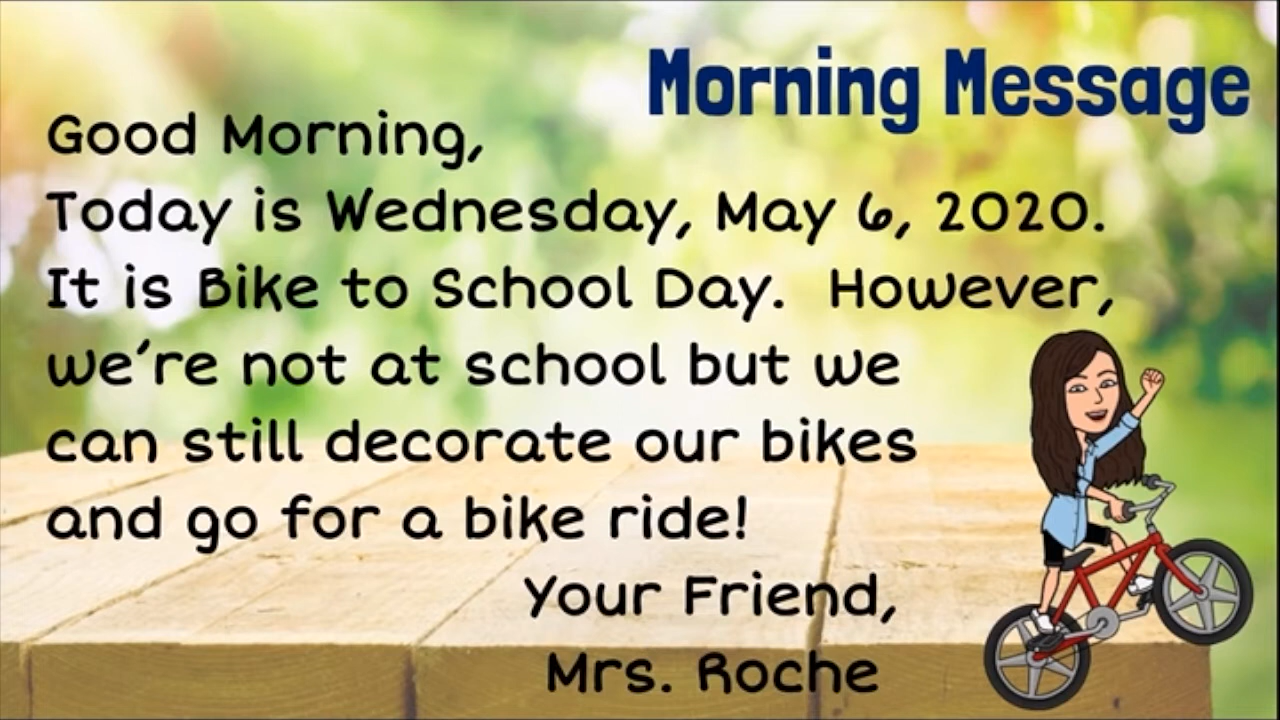 Morning Message
Good Morning,
Today is Wednesday, May 6, 2020.
It is Bike to School Day.  However,
we're not at school but we
can still decorate our bikes
and go for a bike ride!
Your Friend,
Mrs. Roche